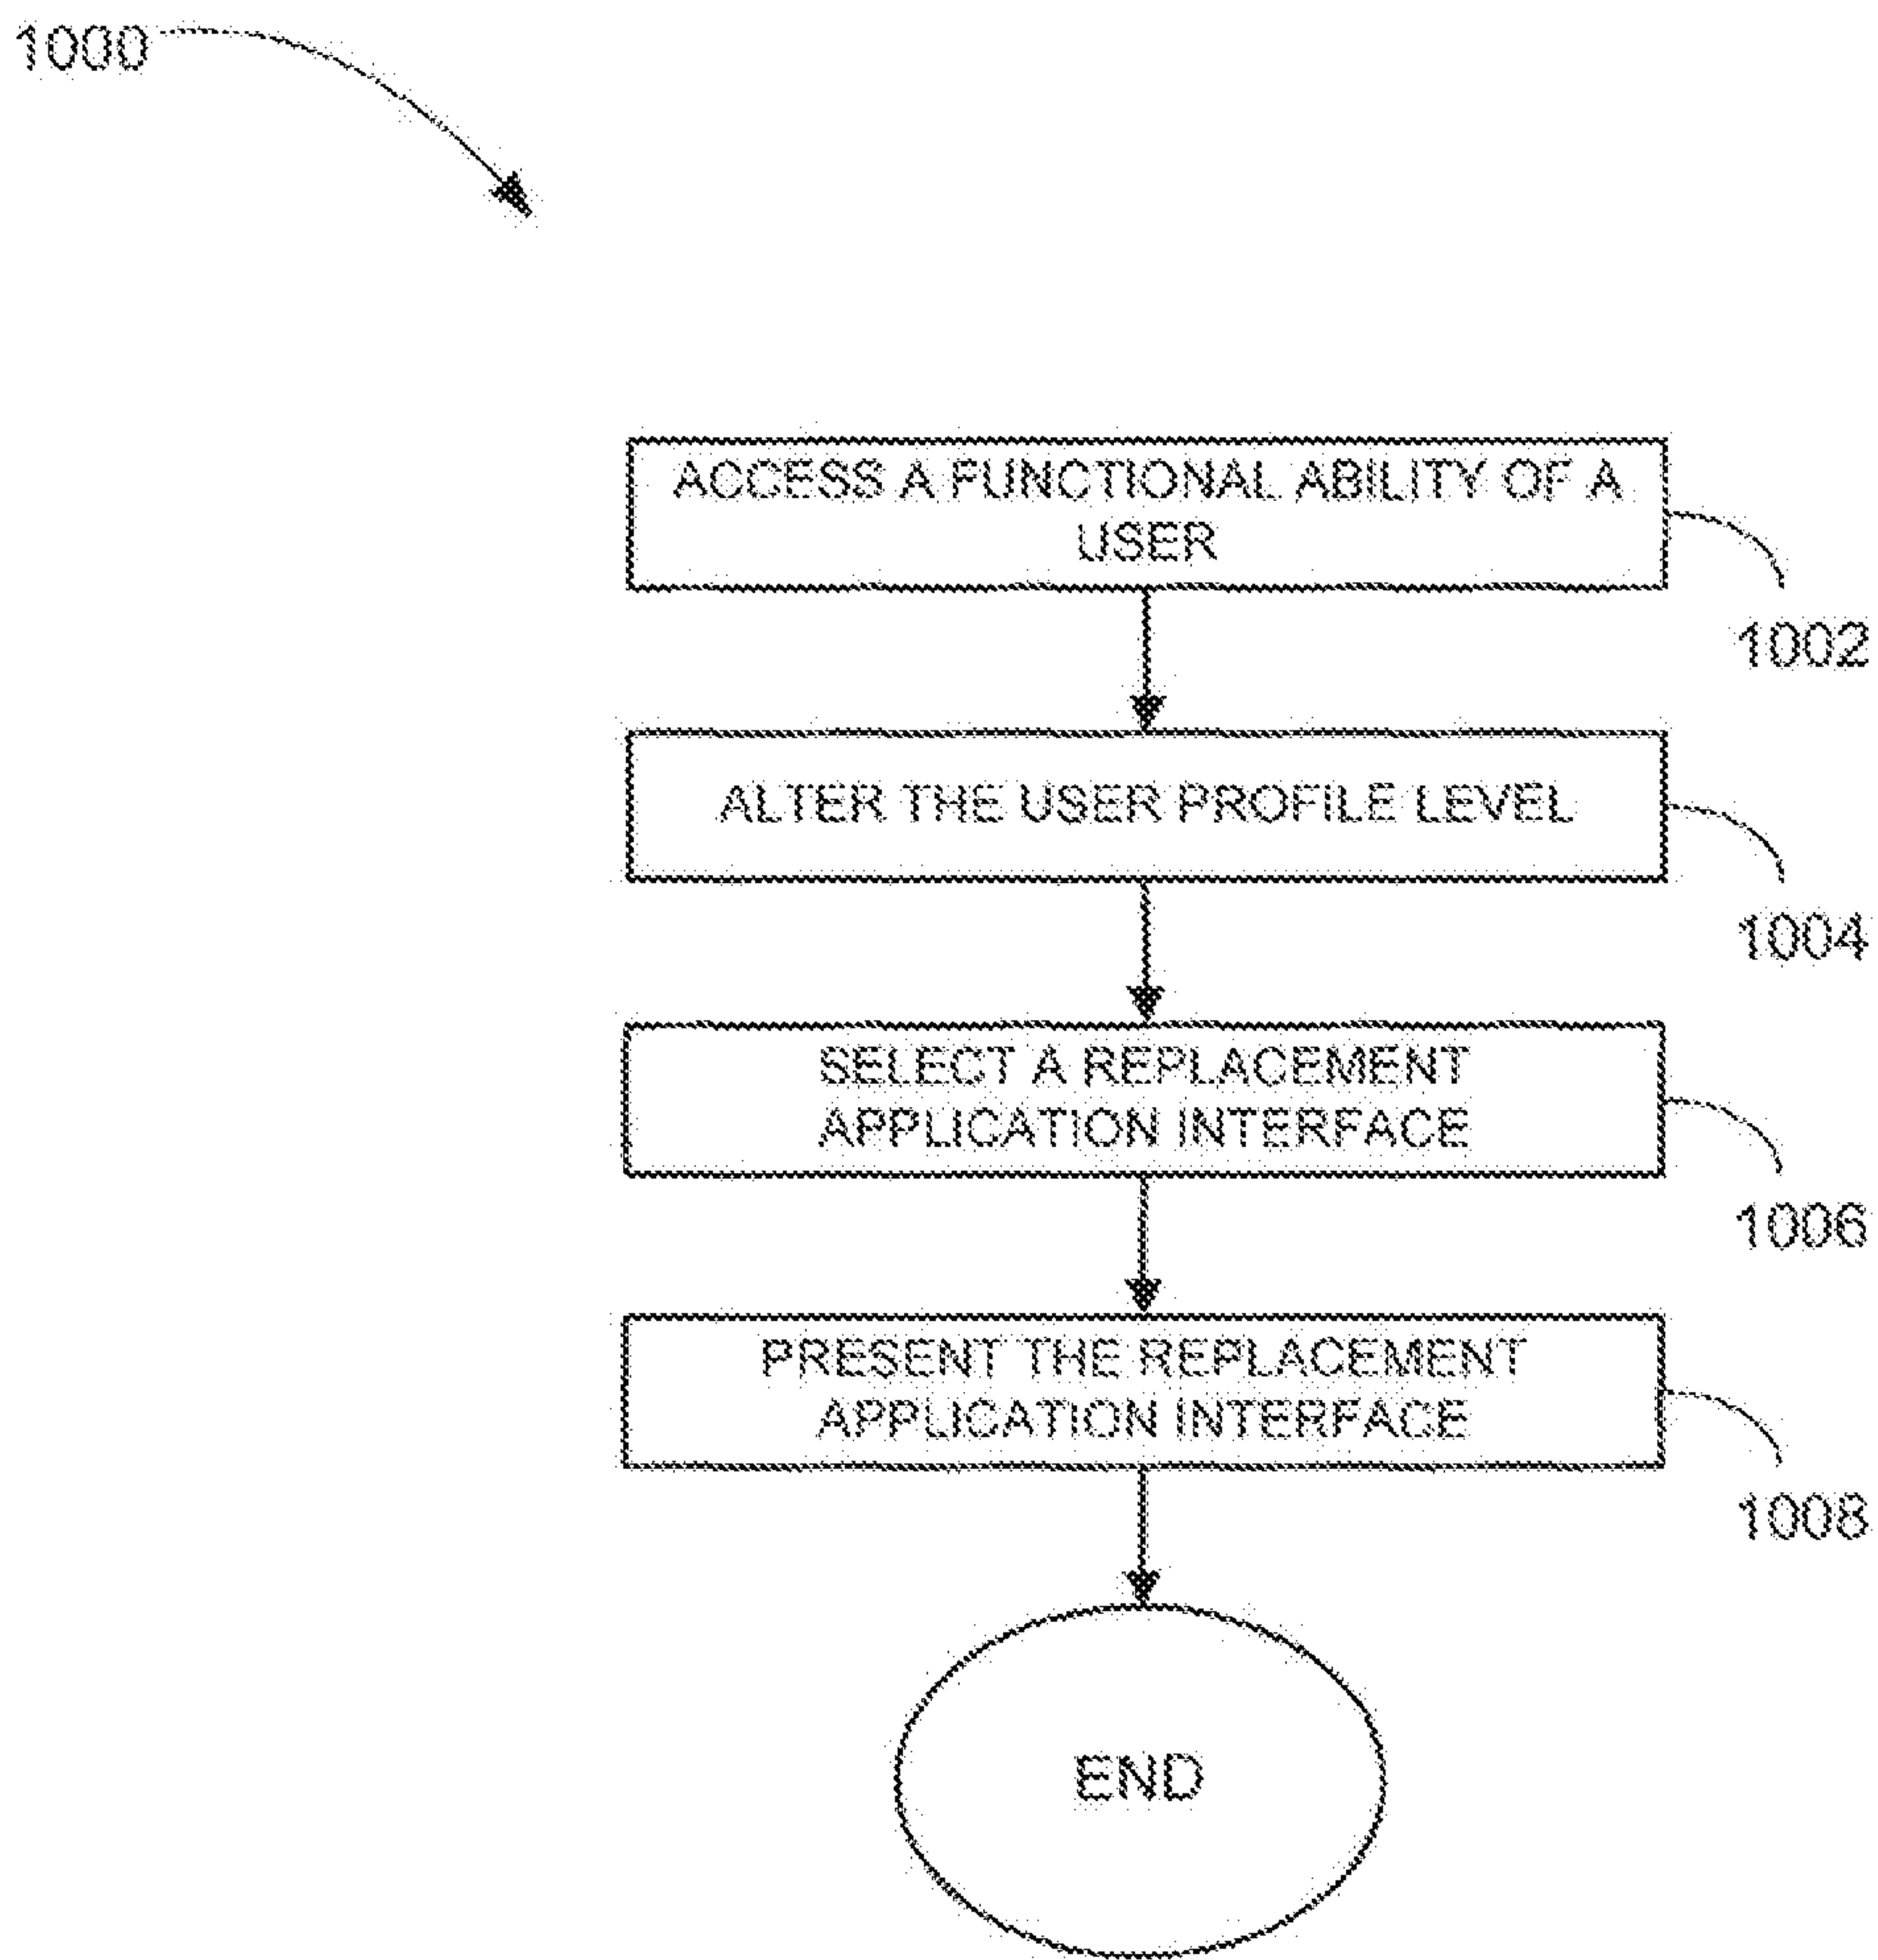 1000
ACCESS A FUNCTIONAL ABILITY OF A
USER
1002
ALTER THE USER PROFILE LEVEL
1004
SELECT A REPLACEMENT
APPLICATION INTERFACE
1006
PRESENT THE REPLACEMENT
APPLICATION INTERFACE
1008
END